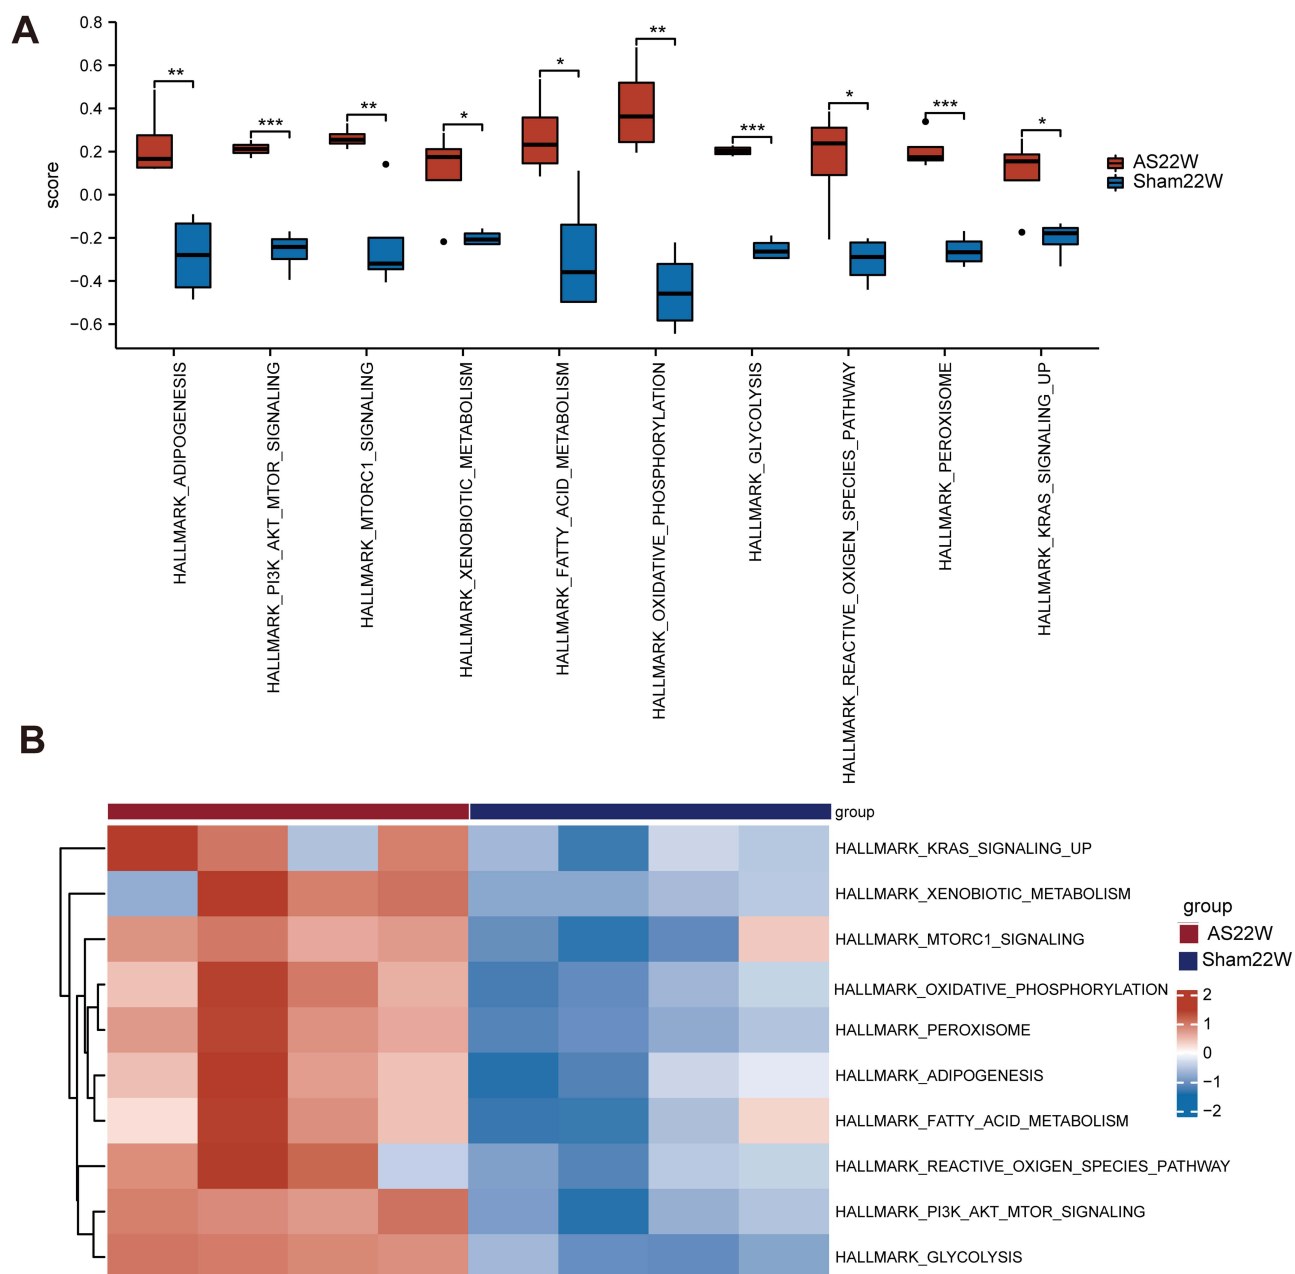 A
0.8
0.6
0.4
0.2
0.0
−0.2
−0.4
−0.6
score
**
***
**
*
*
**
***
*
***
*
AS22W
Sham22W
HALLMARK_ADIPOGENESIS
HALLMARK_PI3K_AKT_MTOR_SIGNALING
HALLMARK_MTORC1_SIGNALING
HALLMARK_XENOBIOTIC_METABOLISM
HALLMARK_FATTY_ACID_METABOLISM
HALLMARK_OXIDATIVE_PHOSPHORYLATION
HALLMARK_GLYCOLYSIS
HALLMARK_REACTIVE_OXIGEN_SPECIES_PATHWAY
HALLMARK_PEROXISOME
HALLMARK_KRAS_SIGNALING_UP
B
group
HALLMARK_KRAS_SIGNALING_UP
HALLMARK_XENOBIOTIC_METABOLISM
HALLMARK_MTORC1_SIGNALING
HALLMARK_OXIDATIVE_PHOSPHORYLATION
HALLMARK_PEROXISOME
HALLMARK_ADIPOGENESIS
HALLMARK_FATTY_ACID_METABOLISM
HALLMARK_REACTIVE_OXIGEN_SPECIES_PATHWAY
HALLMARK_PI3K_AKT_MTOR_SIGNALING
HALLMARK_GLYCOLYSIS
group
AS22W
Sham22W
2
1
0
−1
−2